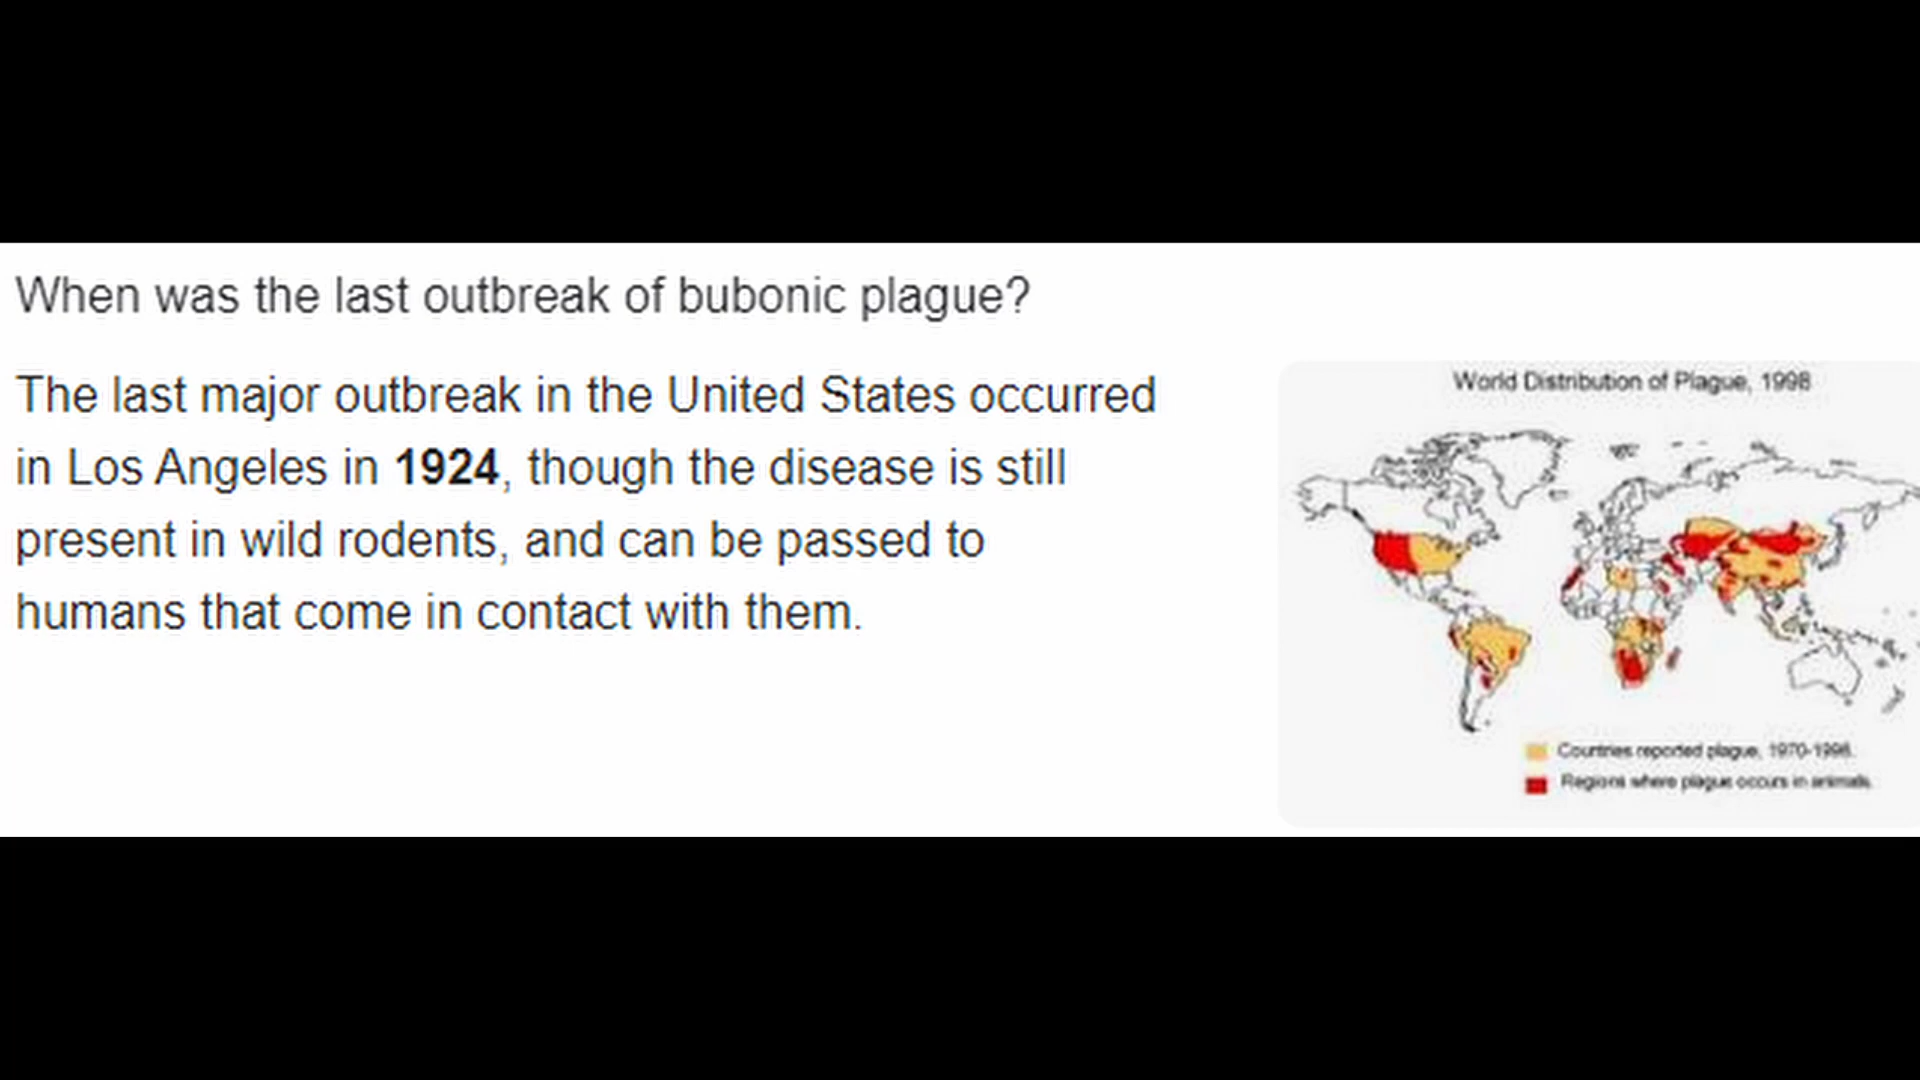 When was the last outbreak of bubonic plague?
The last major outbreak in the United States occurred
in Los Angeles in 1924, though the disease is still
present in wild rodents, and can be passed to
humans that come in contact with them.
World Distribution of Plague, 1998
Countries reported plague, 1970-1998.
Regions where plague occurs in animals.